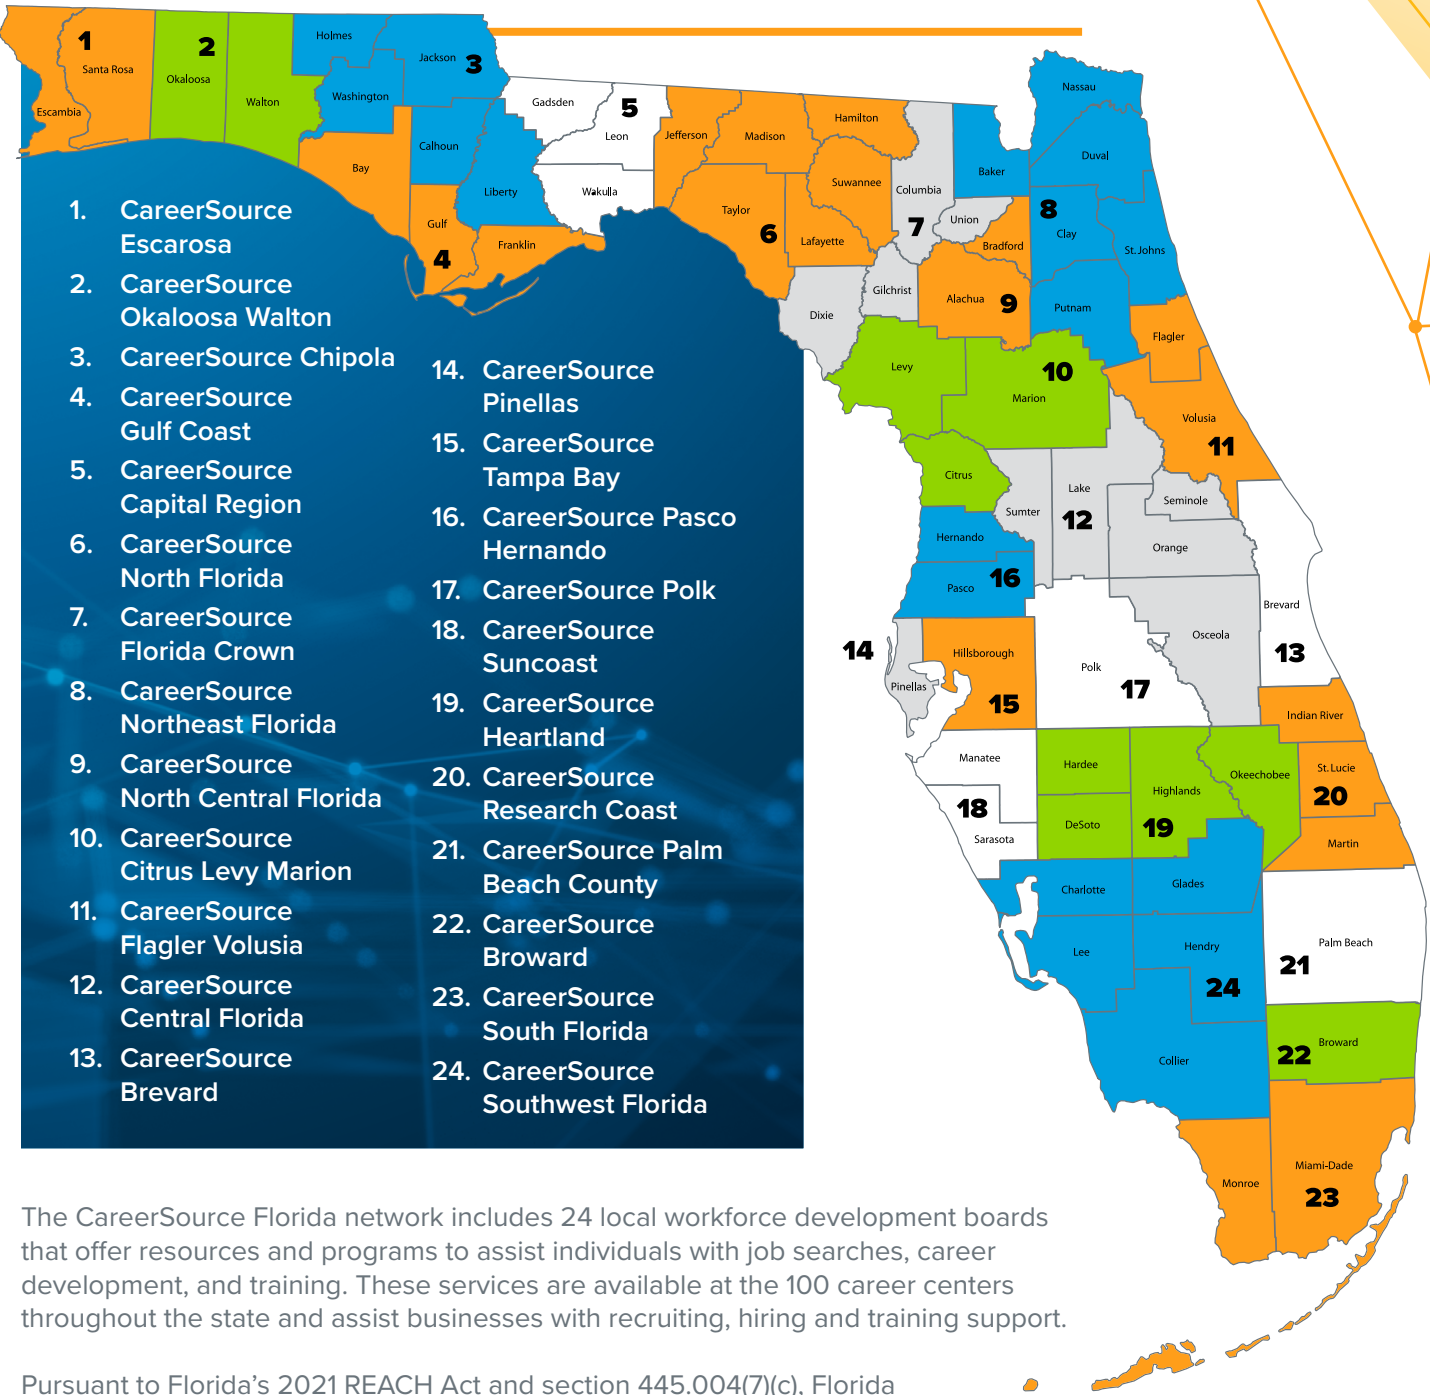 1
Santa Rosa
Escambia
2
Okaloosa
Walton
Holmes
Jackson
3
Washington
Calhoun
Liberty
Bay
Gulf
4
Franklin
Gadsden
5
Leon
Wakulla
Jefferson
Madison
Hamilton
Suwannee
Taylor
6
Lafayette
Columbia
7
Union
Gilchrist
Dixie
Nassau
Duval
Baker
8
Clay
St. Johns
Putnam
Bradford
Alachua
9
Levy
10
Marion
Citrus
Flagler
Volusia
11
Lake
12
Sumter
Seminole
Orange
Osceola
Hernando
Pasco
16
Brevard
13
14
Pinellas
Hillsborough
15
Polk
17
Manatee
18
Sarasota
Hardee
DeSoto
Highlands
19
Okeechobee
Indian River
St. Lucie
20
Martin
Charlotte
Glades
Lee
Hendry
24
Collier
Palm Beach
21
Broward
22
Monroe
Miami-Dade
23
1. CareerSource
Escarosa
2. CareerSource
Okaloosa Walton
3. CareerSource Chipola
4. CareerSource
Gulf Coast
5. CareerSource
Capital Region
6. CareerSource
North Florida
7. CareerSource
Florida Crown
8. CareerSource
Northeast Florida
9. CareerSource
North Central Florida
10. CareerSource
Citrus Levy Marion
11. CareerSource
Flagler Volusia
12. CareerSource
Central Florida
13. CareerSource
Brevard
14. CareerSource
Pinellas
15. CareerSource
Tampa Bay
16. CareerSource Pasco
Hernando
17. CareerSource Polk
18. CareerSource
Suncoast
19. CareerSource
Heartland
20. CareerSource
Research Coast
21. CareerSource Palm
Beach County
22. CareerSource
Broward
23. CareerSource
South Florida
24. CareerSource
Southwest Florida
The CareerSource Florida network includes 24 local workforce development boards
that offer resources and programs to assist individuals with job searches, career
development, and training. These services are available at the 100 career centers
throughout the state and assist businesses with recruiting, hiring and training support.
Pursuant to Florida's 2021 REACH Act and section 445.004(7)(c), Florida